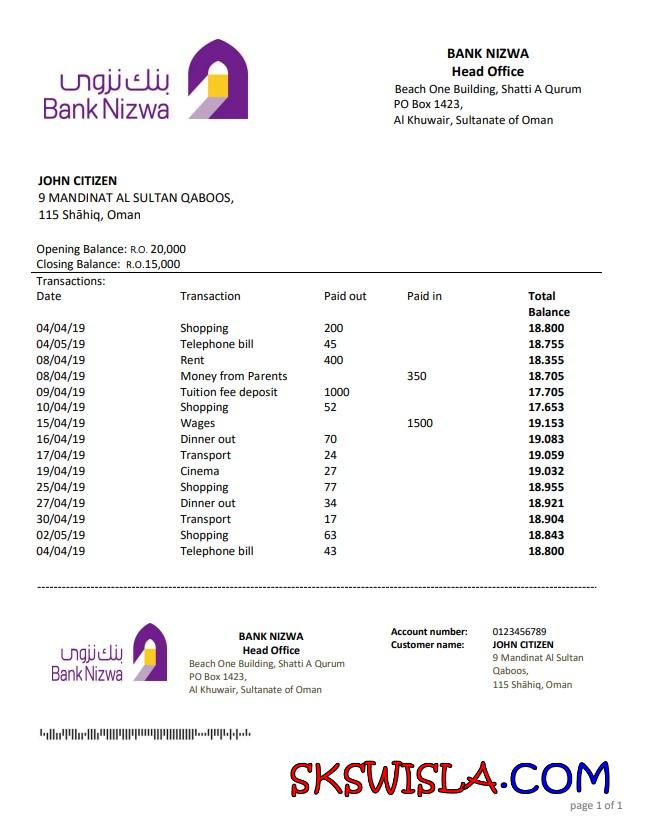 بنك نزوى
Bank Nizwa
BANK NIZWA
Head Office
Beach One Building, Shatti A Qurum
PO Box 1423,
Al Khuwair, Sultanate of Oman
JOHN CITIZEN
9 MANDINAT AL SULTAN QABOOS,
115 Shāhiq, Oman
Opening Balance: R.O. 20,000
Closing Balance: R.O.15,000
Transactions:
Date Transaction Paid out Paid in Total Balance
04/04/19 Shopping 200 18.800
04/05/19 Telephone bill 45 18.755
08/04/19 Rent 400 18.355
08/04/19 Money from Parents 350 18.705
09/04/19 Tuition fee deposit 1000 17.705
10/04/19 Shopping 52 17.653
15/04/19 Wages 1500 19.153
16/04/19 Dinner out 70 19.083
17/04/19 Transport 24 19.059
19/04/19 Cinema 27 19.032
25/04/19 Shopping 77 18.955
27/04/19 Dinner out 34 18.921
30/04/19 Transport 17 18.904
02/05/19 Shopping 63 18.843
04/04/19 Telephone bill 43 18.800
بنك نزوى
Bank Nizwa
BANK NIZWA
Head Office
Beach One Building, Shatti A Qurum
PO Box 1423,
Al Khuwair, Sultanate of Oman
Account number: 0123456789
Customer name: JOHN CITIZEN
9 Mandinat Al Sultan
Qaboos,
115 Shāhiq, Oman
SKSWISLA.COM
page 1 of 1